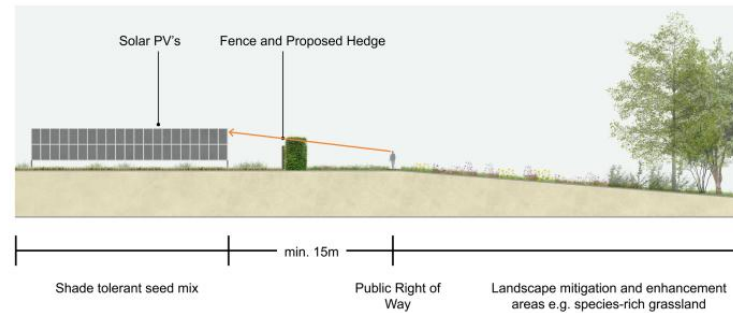 Solar PV's
Fence and Proposed Hedge
min. 15m
Shade tolerant seed mix
Public Right of
Way
Landscape mitigation and enhancement
areas e.g. species-rich grassland